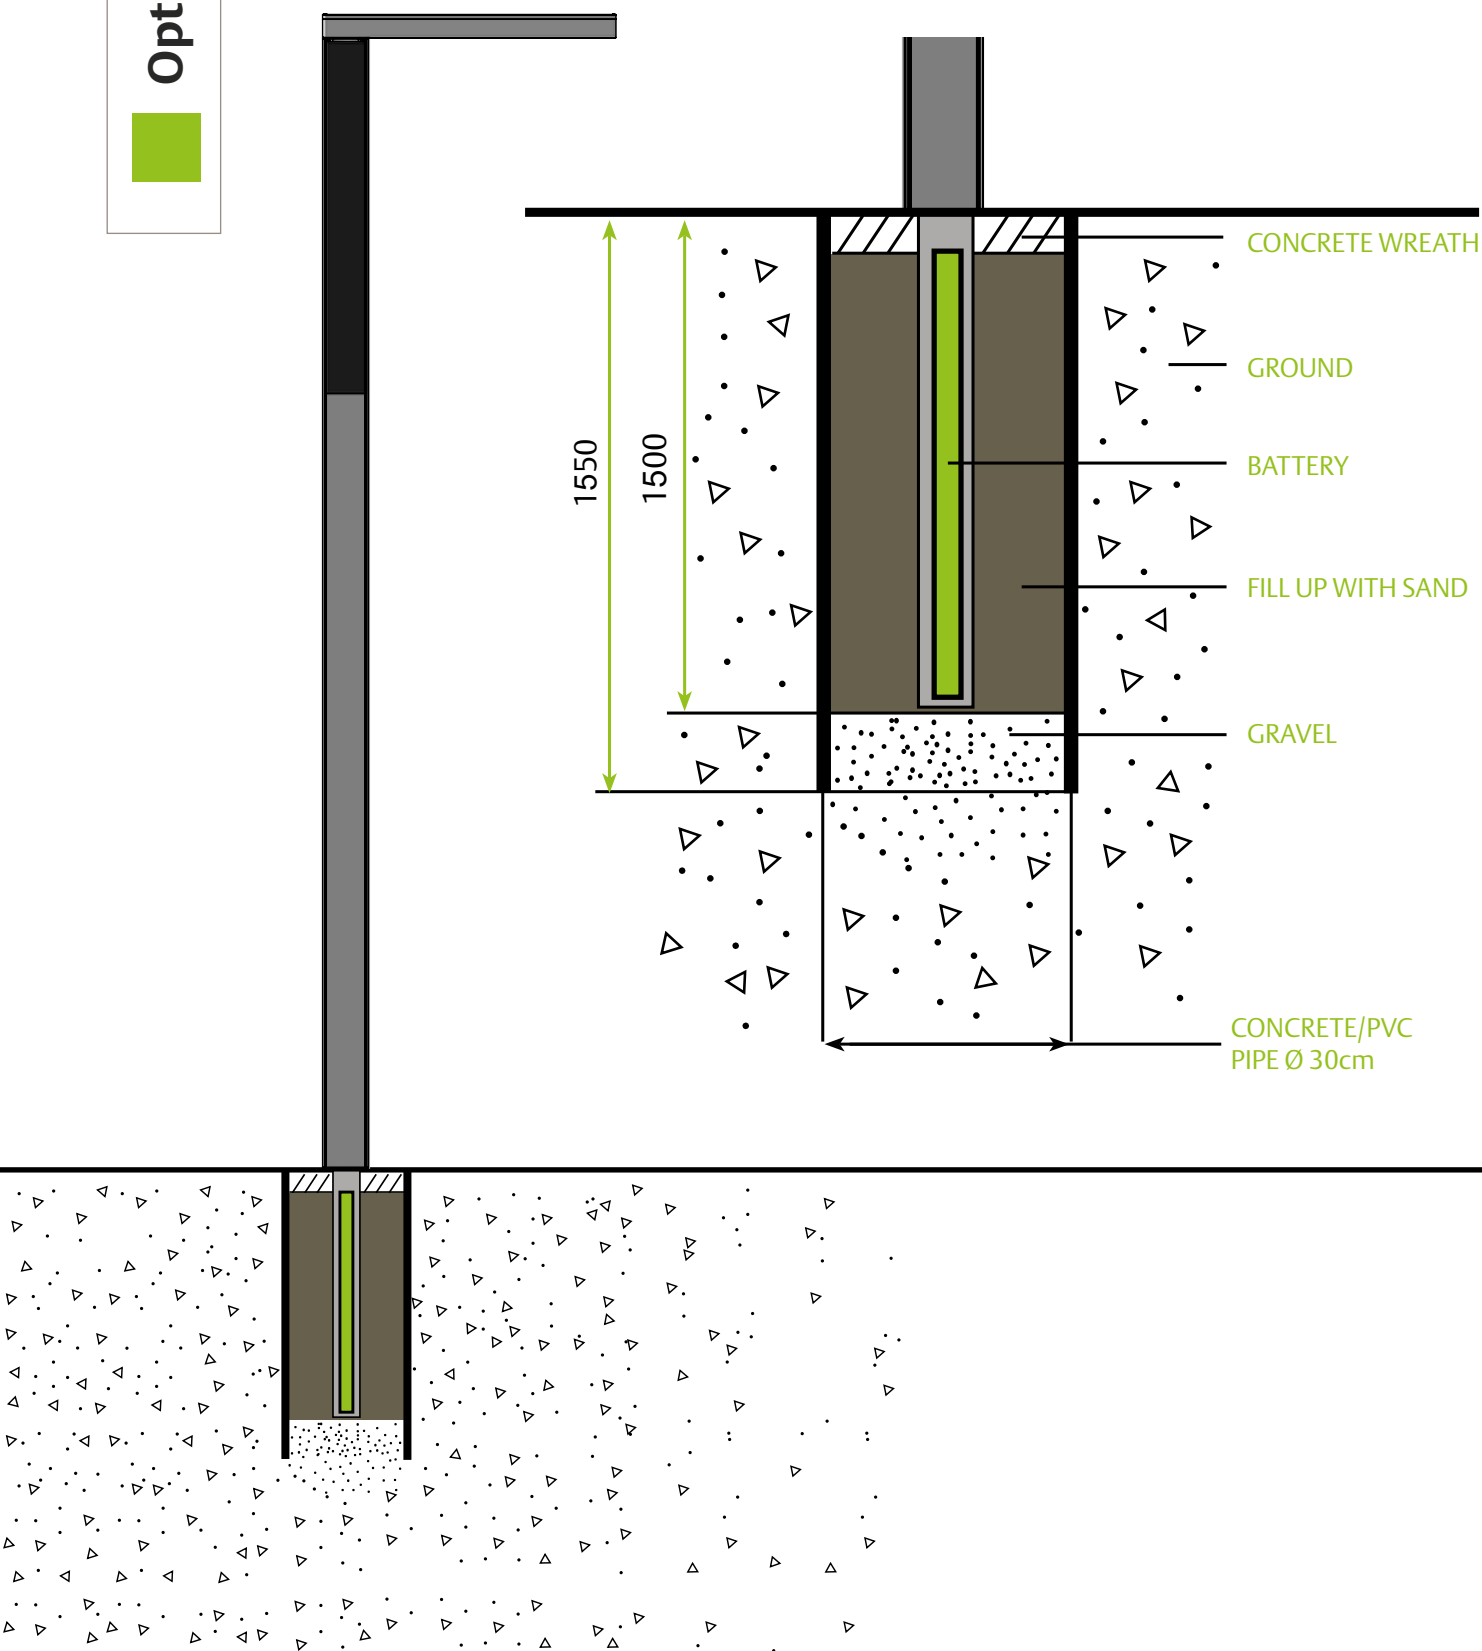 Opt
CONCRETE WREATH
GROUND
1550
1500
BATTERY
FILL UP WITH SAND
GRAVEL
CONCRETE/PVC
PIPE Ø 30cm